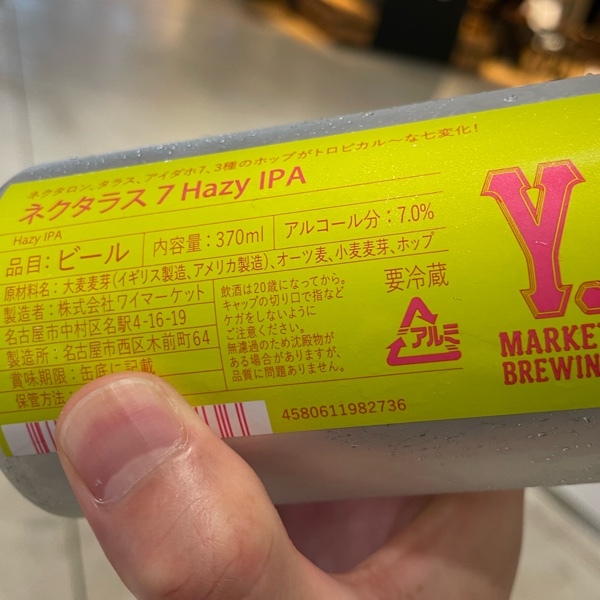 ネクタロン、タラス、アイダホ7、3種のホップがトロピカル〜な七変化!
ネクタラス 7 Hazy IPA
Hazy IPA
品目:ビール
内容量:370ml
アルコール分:7.0%
原材料名:大麦麦芽(イギリス製造、アメリカ製造)、オーツ麦、小麦麦芽、ホップ
製造者:株式会社ワイマーケット
名古屋市中村区名駅4-16-19
製造所:名古屋市西区木前町64
賞味期限:缶底に記載
保管方法:
飲酒は20歳になってから。
キャップの切り口で指など
ケガをしないように
ご注意ください。
無濾過のため沈殿物が
ある場合がありますが、
品質に問題ありません。
要冷蔵
アルミ
4580611982736
Y.
MARKET
BREWIN